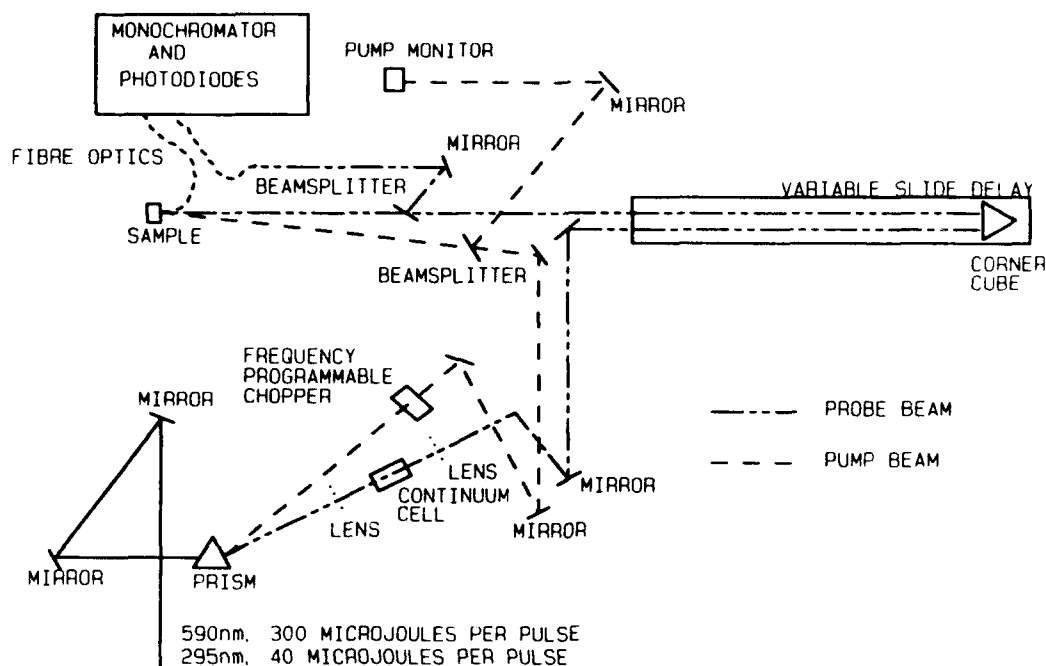 MONOCHROMATOR
AND
PHOTODIODES
PUMP MONITOR
MIRROR
MIRROR
FIBRE OPTICS
BEAMSPLITTER
VARIABLE SLIDE DELAY
SAMPLE
BEAMSPLITTER
CORNER
CUBE
FREQUENCY
PROGRAMMABLE
CHOPPER
MIRROR
PROBE BEAM
PUMP BEAM
LENS
CONTINUUM
CELL
MIRROR
LENS
MIRROR
MIRROR
PRISM
590nm, 300 MICROJOULES PER PULSE
295nm, 40 MICROJOULES PER PULSE